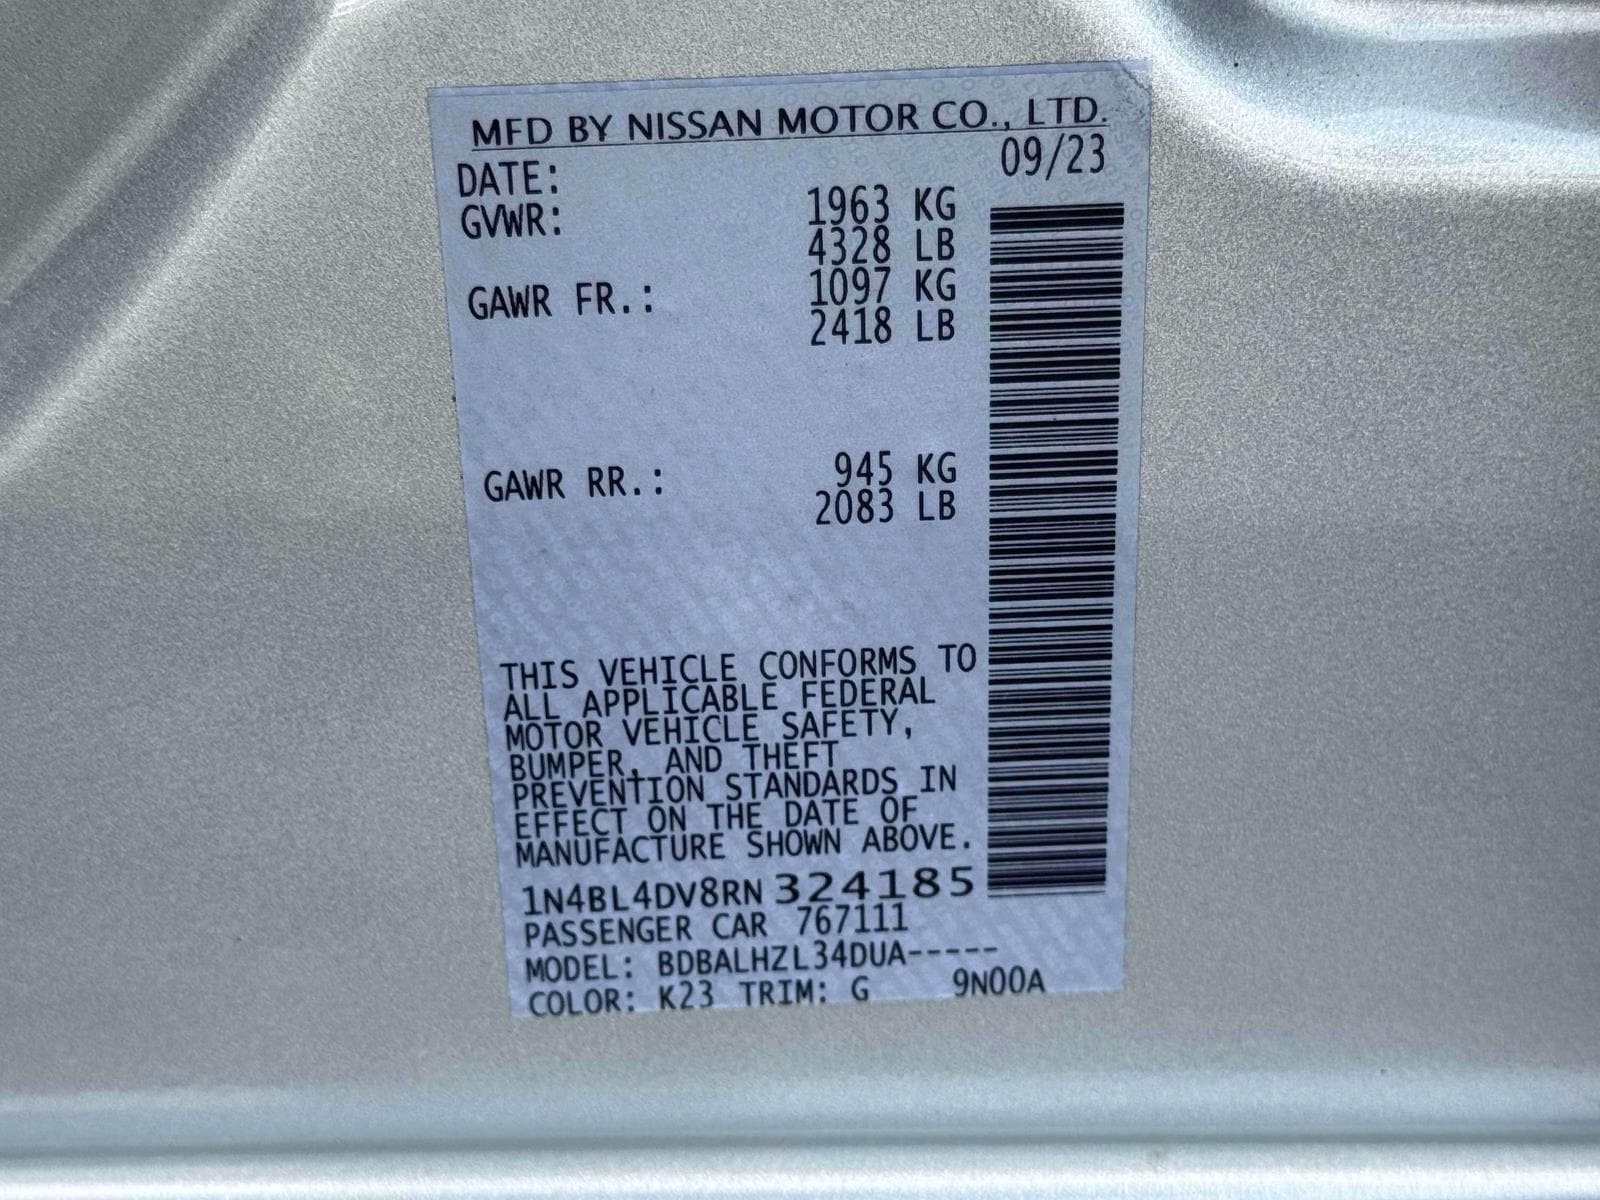 MFD BY NISSAN MOTOR CO., LTD.
DATE: 09/23
GVWR: 1963 KG
4328 LB
GAWR FR.: 1097 KG
2418 LB
GAWR RR.: 945 KG
2083 LB
THIS VEHICLE CONFORMS TO
ALL APPLICABLE FEDERAL
MOTOR VEHICLE SAFETY,
BUMPER, AND THEFT
PREVENTION STANDARDS IN
EFFECT ON THE DATE OF
MANUFACTURE SHOWN ABOVE.
1N4BL4DV8RN 324185
PASSENGER CAR 767111
MODEL: BDBALHZL34DUA-----
COLOR: K23 TRIM: G 9N00A